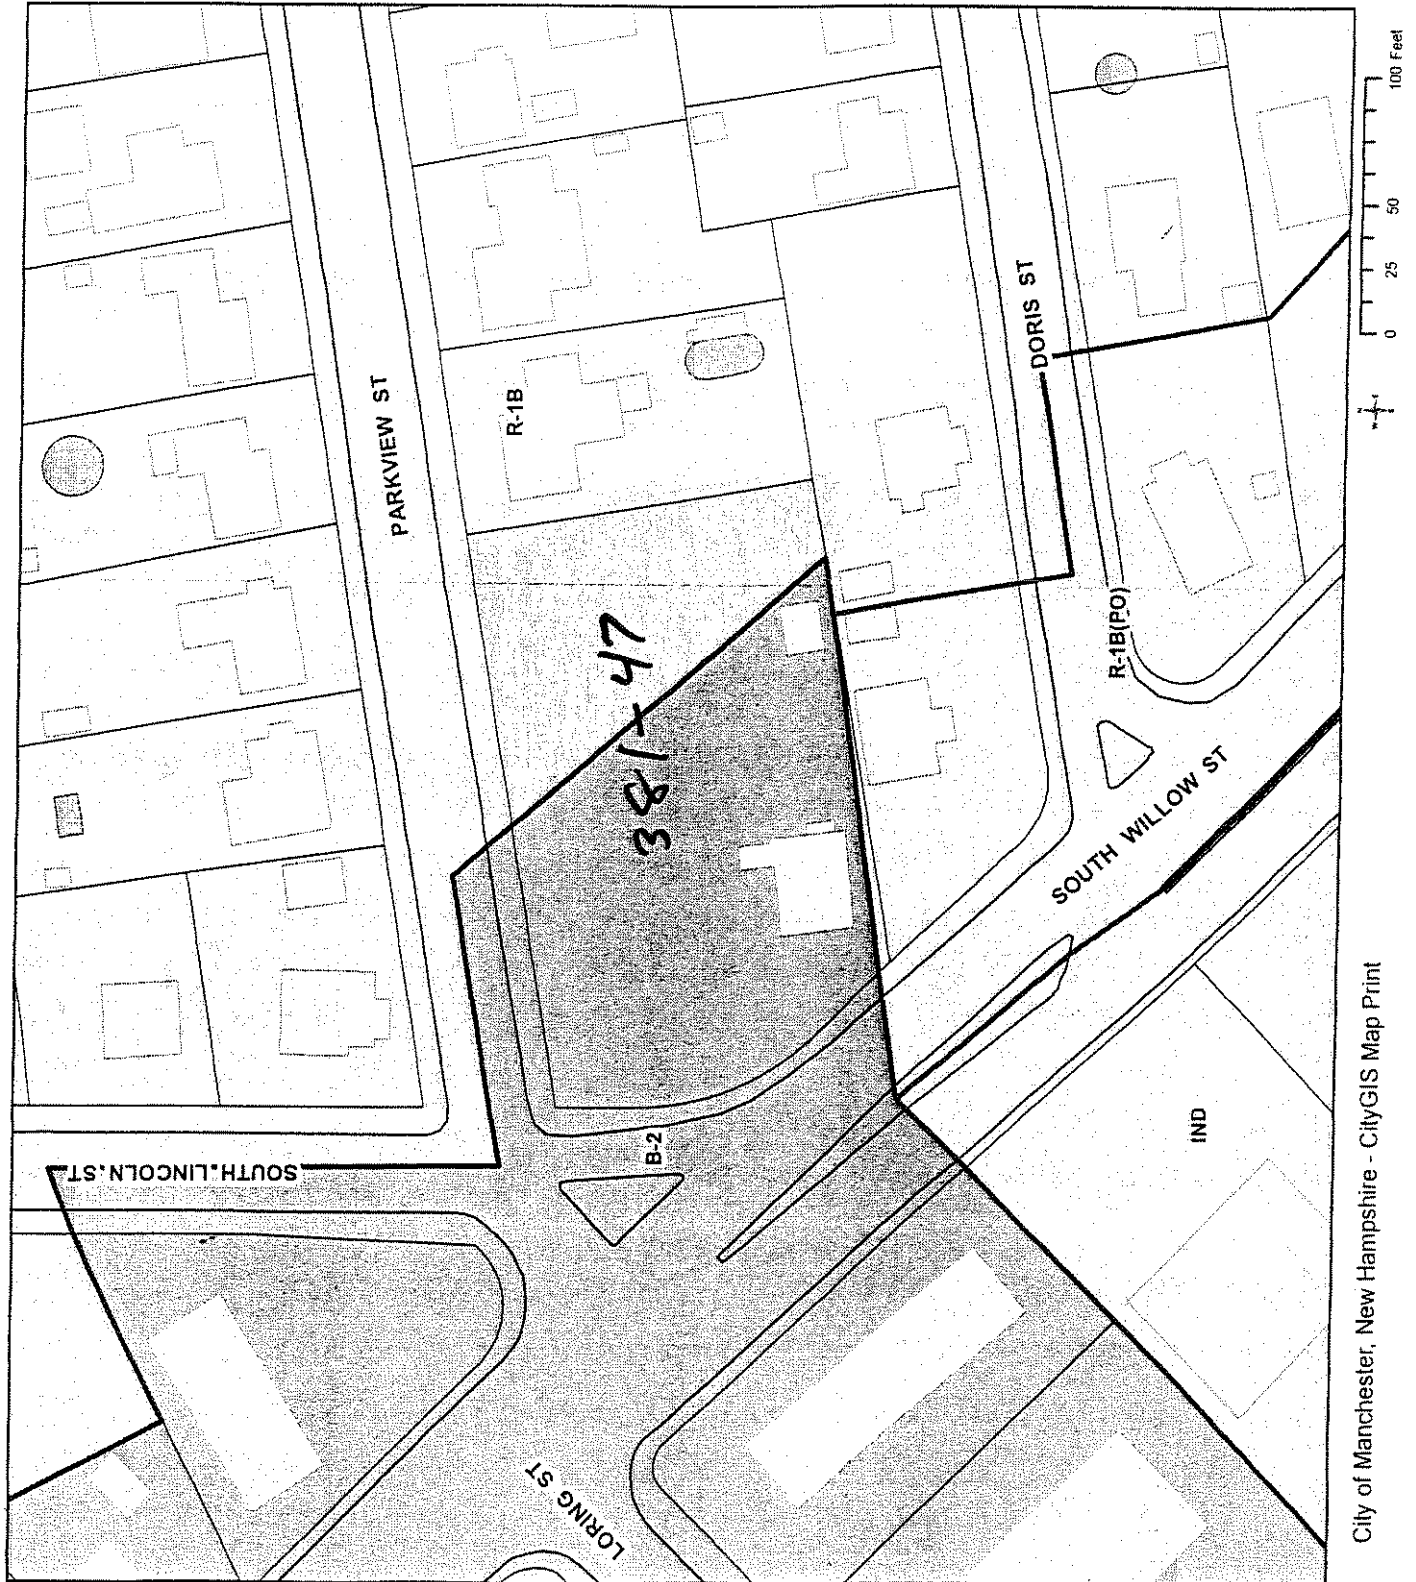 PARKVIEW ST
R-1B
381-47
DORIS ST
SOUTH.LINCOLN.ST
B-2
R-1B(PO)
SOUTH WILLOW ST
LORING ST
IND
0 25 50 100 Feet
City of Manchester, New Hampshire - CityGIS Map Print